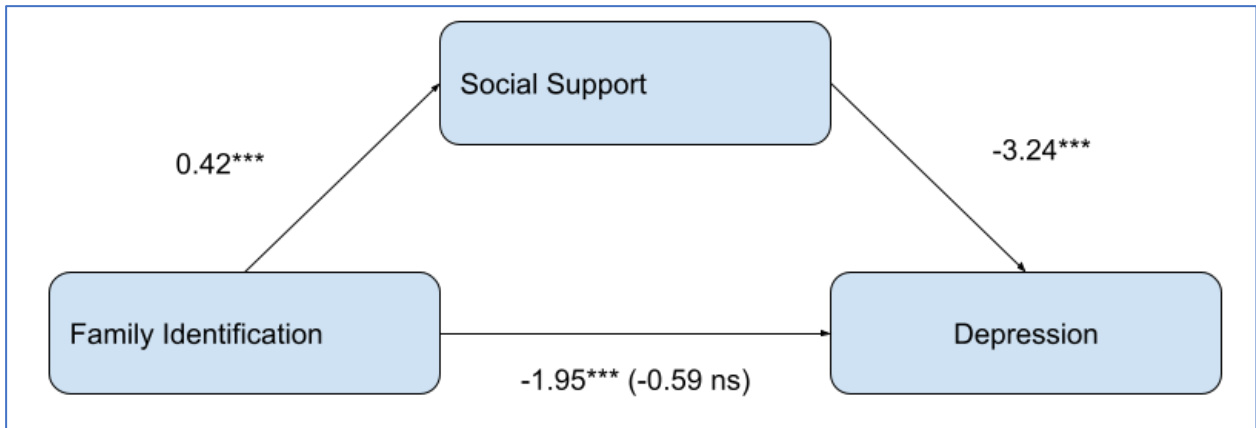 Social Support
0.42***
-3.24***
Family Identification
Depression
-1.95*** (-0.59 ns)